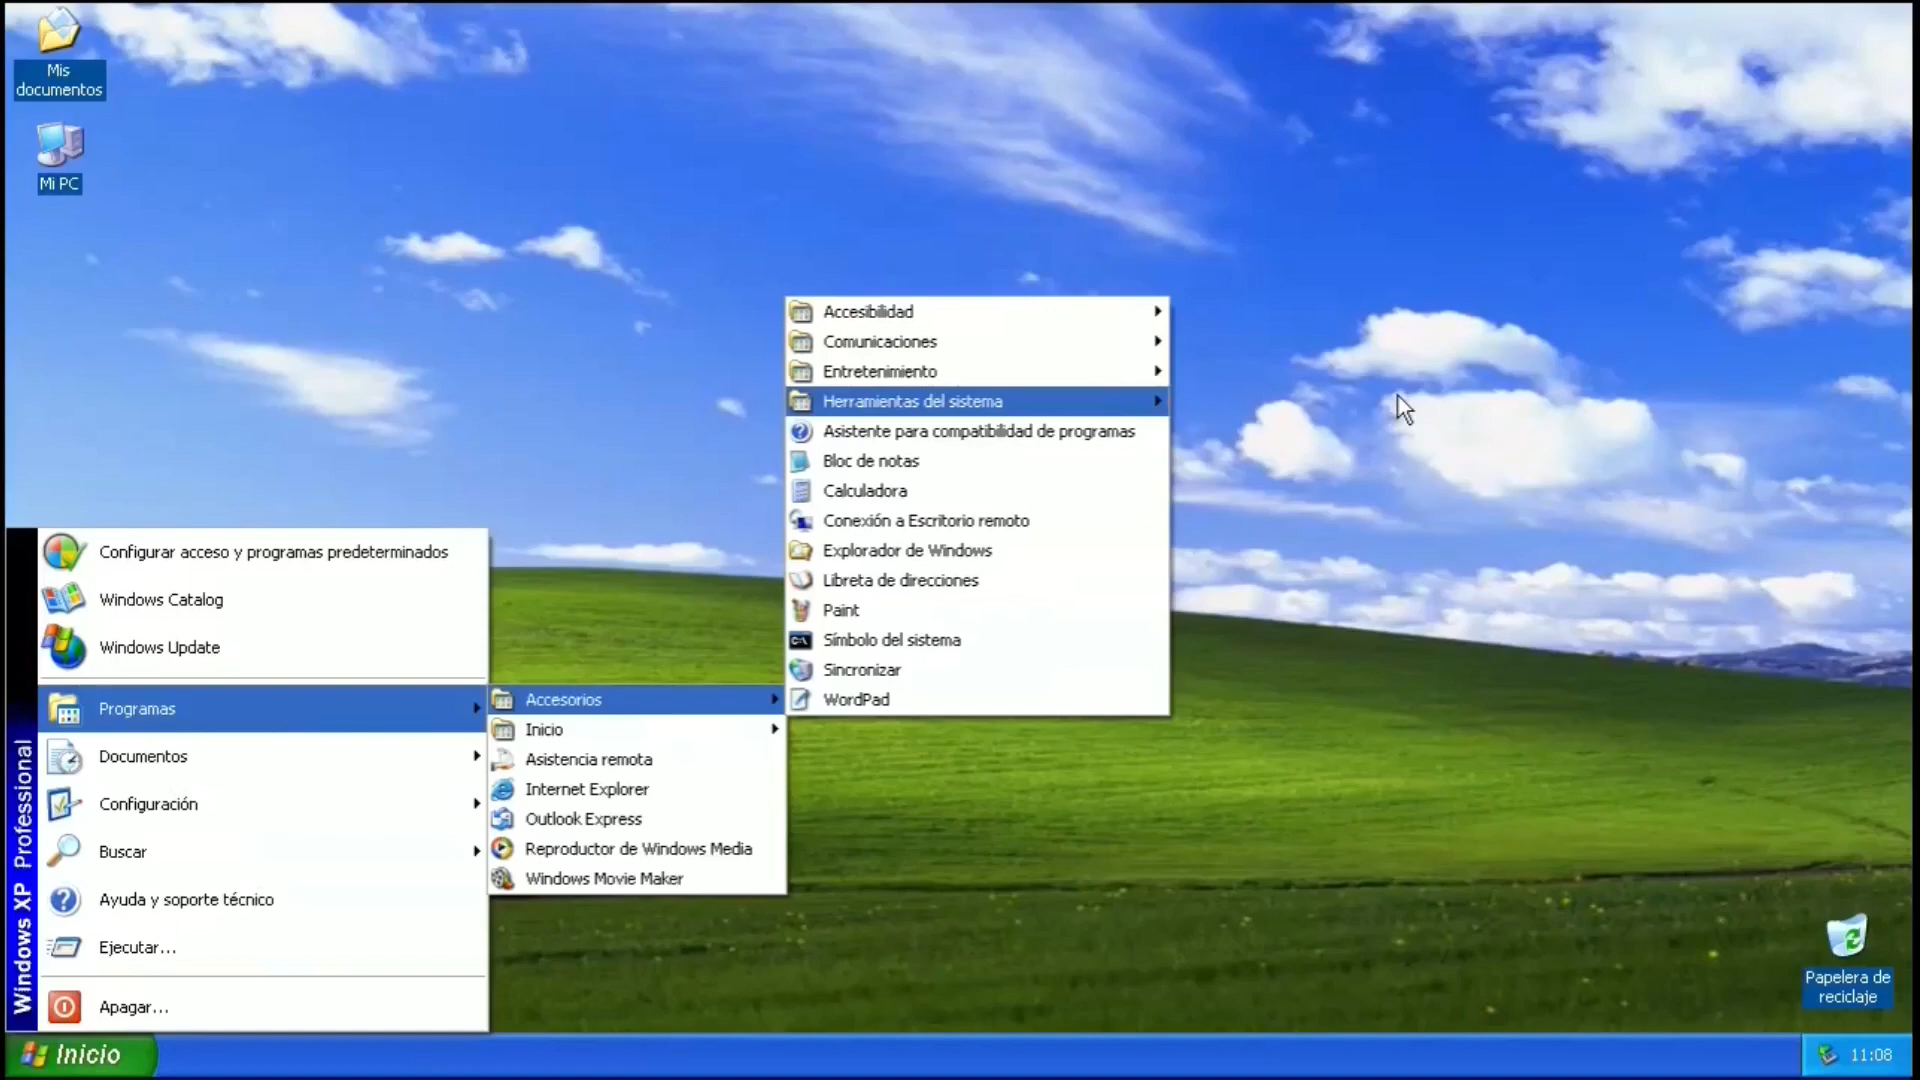 Mis
documentos
Mi PC
Accesibilidad
Comunicaciones
Entretenimiento
Herramientas del sistema
Asistente para compatibilidad de programas
Bloc de notas
Calculadora
Conexión a Escritorio remoto
Explorador de Windows
Libreta de direcciones
Paint
Símbolo del sistema
Sincronizar
WordPad
Configurar acceso y programas predeterminados
Windows Catalog
Windows Update
Programas
Documentos
Configuración
Buscar
Ayuda y soporte técnico
Ejecutar...
Apagar...
Windows XP Professional
Accesorios
Inicio
Asistencia remota
Internet Explorer
Outlook Express
Reproductor de Windows Media
Windows Movie Maker
Papelera de
reciclaje
Inicio
11:08